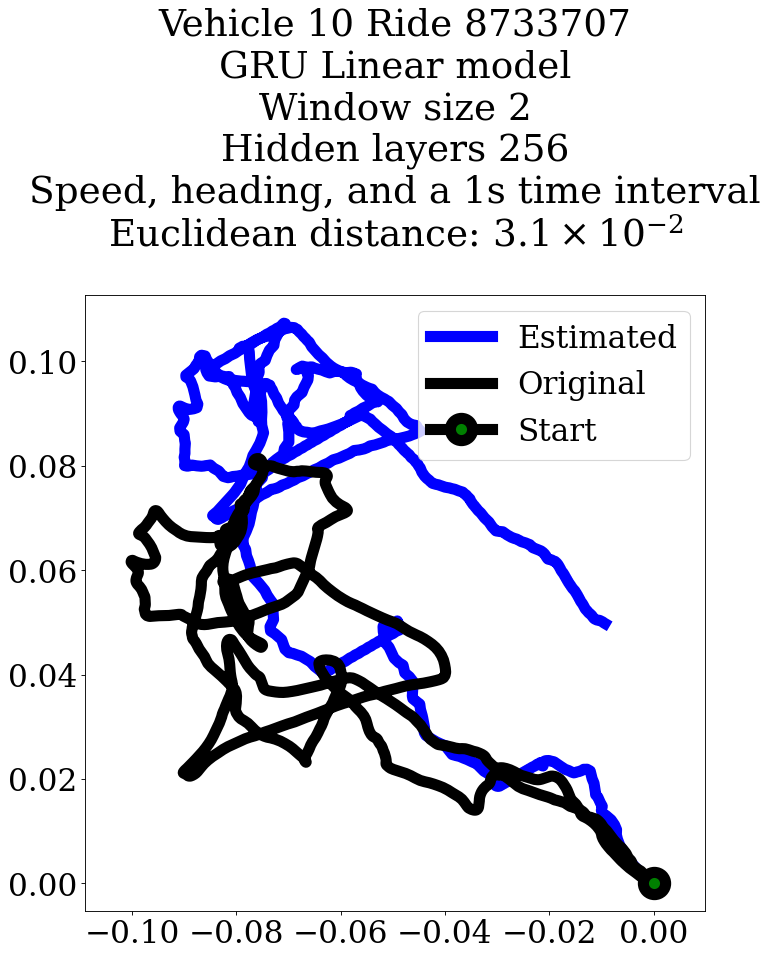 Vehicle 10 Ride 8733707
GRU Linear model
Window size 2
Hidden layers 256
Speed, heading, and a 1s time interval
Euclidean distance: 3.1 × 10⁻²
Estimated
Original
Start
0.10
0.08
0.06
0.04
0.02
0.00
−0.10 −0.08 −0.06 −0.04 −0.02 0.00